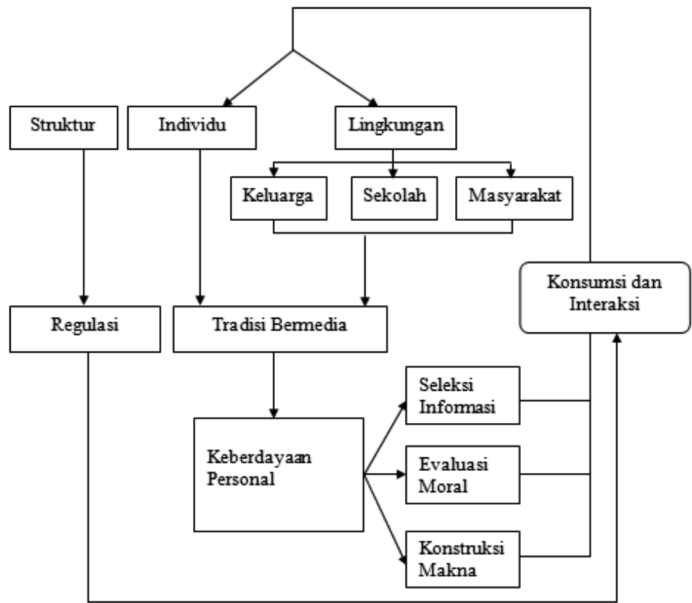 Struktur
Individu
Lingkungan
Keluarga
Sekolah
Masyarakat
Konsumsi dan
Interaksi
Regulasi
Tradisi Bermedia
Seleksi
Informasi
Keberdayaan
Personal
Evaluasi
Moral
Konstruksi
Makna